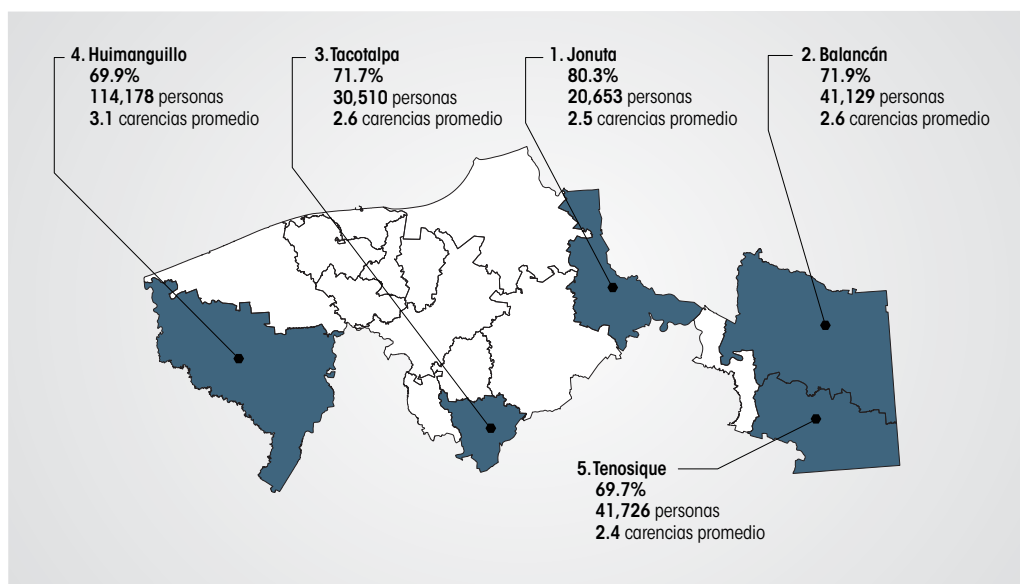 4. Huimanguillo
69.9%
114,178 personas
3.1 carencias promedio
3. Tacotalpa
71.7%
30,510 personas
2.6 carencias promedio
1. Jonuta
80.3%
20,653 personas
2.5 carencias promedio
2. Balancán
71.9%
41,129 personas
2.6 carencias promedio
5. Tenosique
69.7%
41,726 personas
2.4 carencias promedio